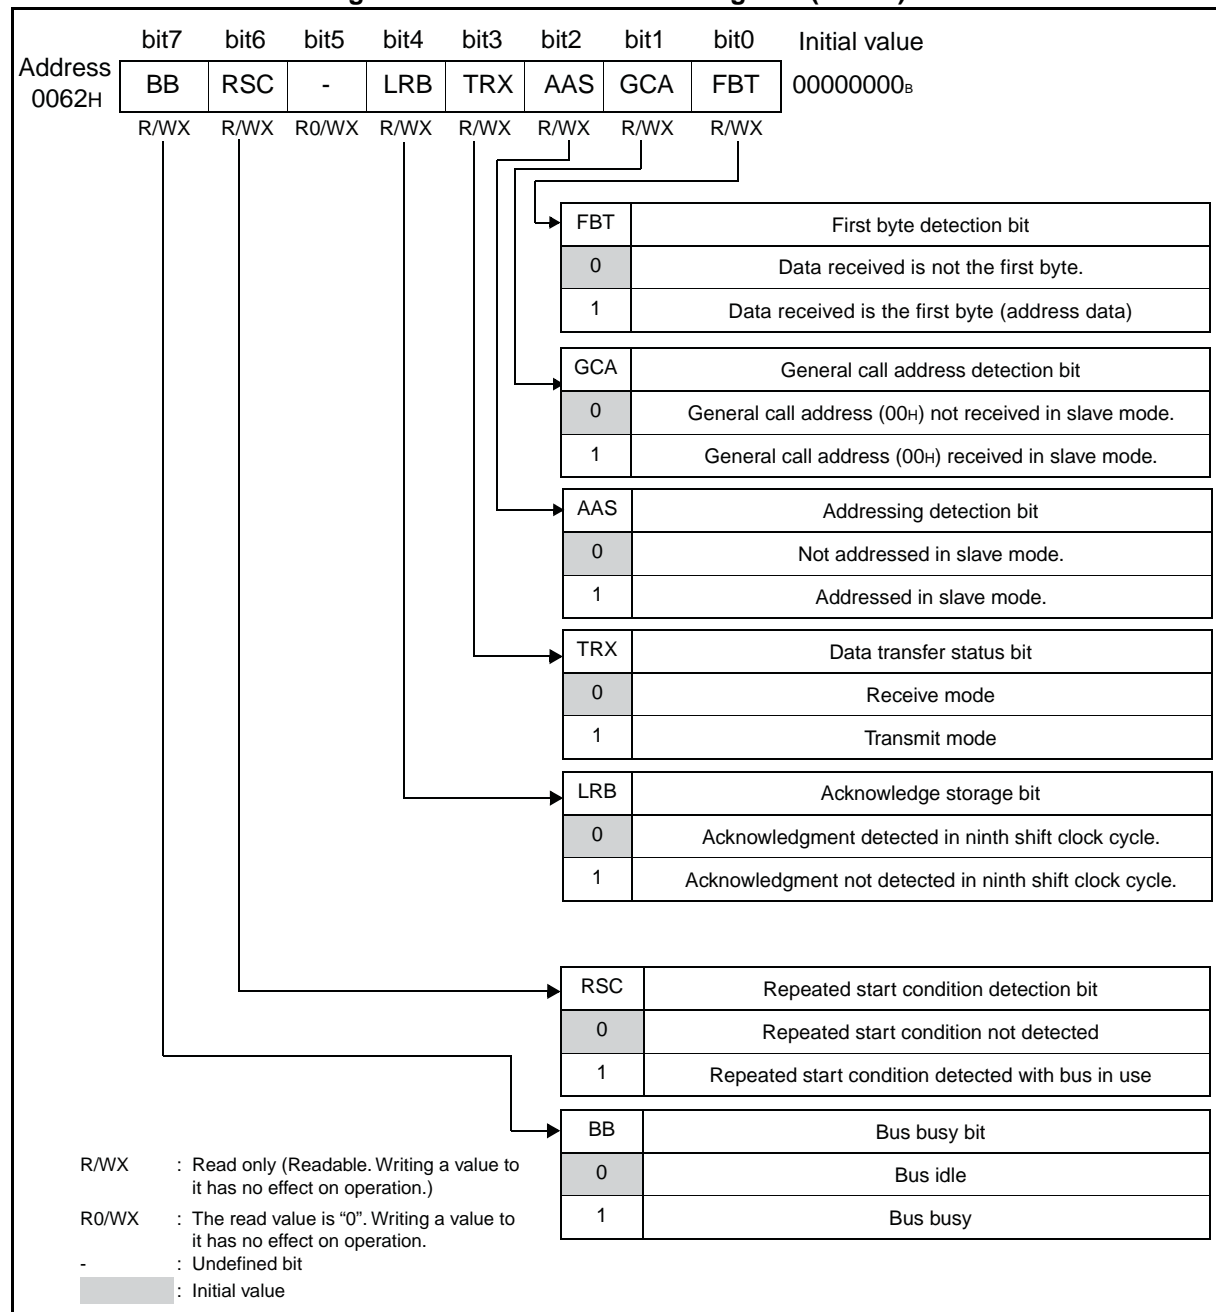 bit7 bit6 bit5 bit4 bit3 bit2 bit1 bit0 Initial value
Address
0062H BB RSC - LRB TRX AAS GCA FBT 00000000B
R/WX R/WX R0/WX R/WX R/WX R/WX R/WX R/WX
FBT First byte detection bit
0 Data received is not the first byte.
1 Data received is the first byte (address data)
GCA General call address detection bit
0 General call address (00H) not received in slave mode.
1 General call address (00H) received in slave mode.
AAS Addressing detection bit
0 Not addressed in slave mode.
1 Addressed in slave mode.
TRX Data transfer status bit
0 Receive mode
1 Transmit mode
LRB Acknowledge storage bit
0 Acknowledgment detected in ninth shift clock cycle.
1 Acknowledgment not detected in ninth shift clock cycle.
RSC Repeated start condition detection bit
0 Repeated start condition not detected
1 Repeated start condition detected with bus in use
BB Bus busy bit
0 Bus idle
1 Bus busy
R/WX : Read only (Readable. Writing a value to
it has no effect on operation.)
R0/WX : The read value is “0”. Writing a value to
it has no effect on operation.
- : Undefined bit
: Initial value